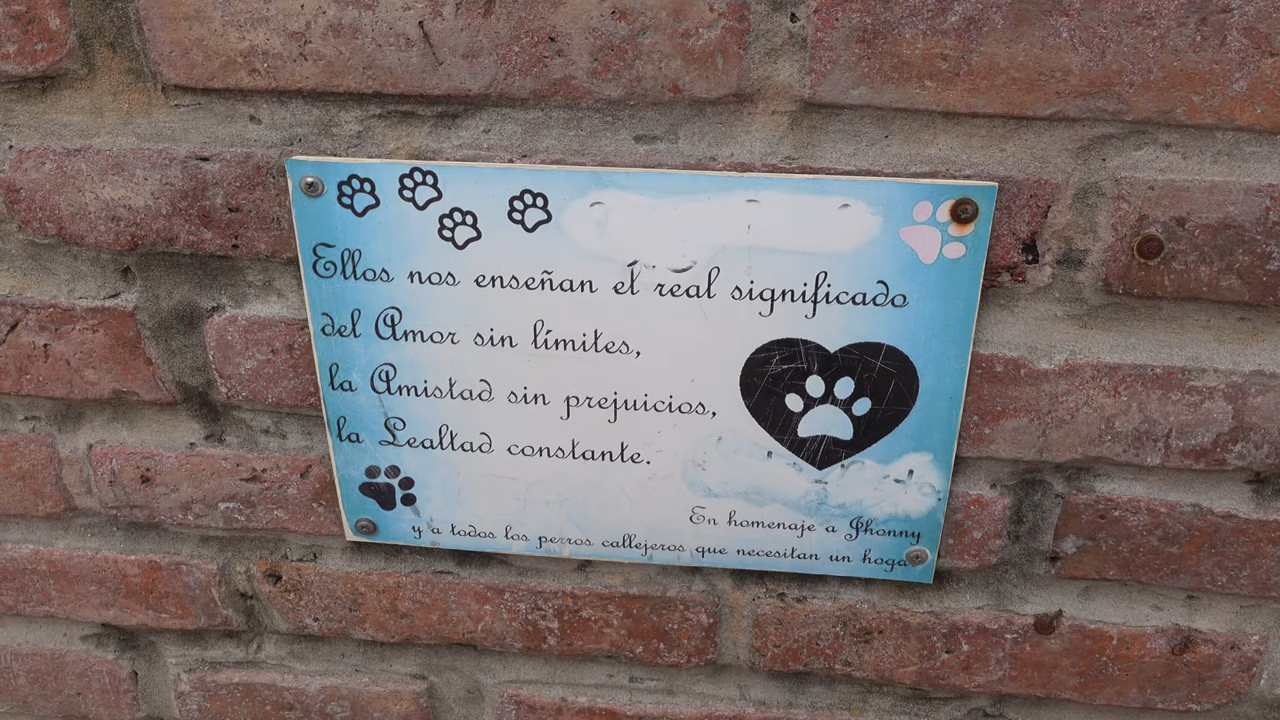 Ellos nos enseñan el real significado
del Amor sin límites,
la Amistad sin prejuicios,
la Lealtad constante.
En homenaje a Jhonny
y a todos los perros callejeros que necesitan un hogar